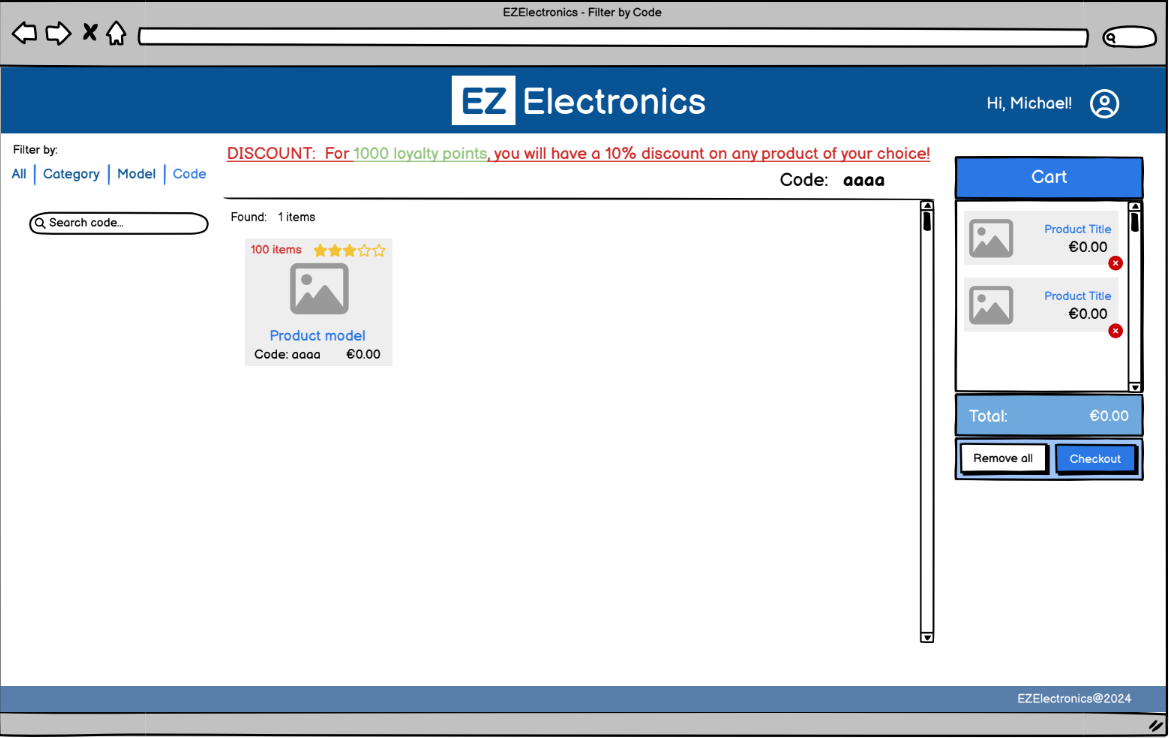 EZElectronics - Filter by Code
EZ Electronics
Hi, Michael!
Filter by:
All Category Model Code
Search code...
DISCOUNT: For 1000 loyalty points, you will have a 10% discount on any product of your choice!
Code: aaaa
Found: 1 items
100 items
Product model
Code: aaaa €0.00
Cart
Product Title
€0.00
Product Title
€0.00
Total: €0.00
Remove all Checkout
EZElectronics@2024